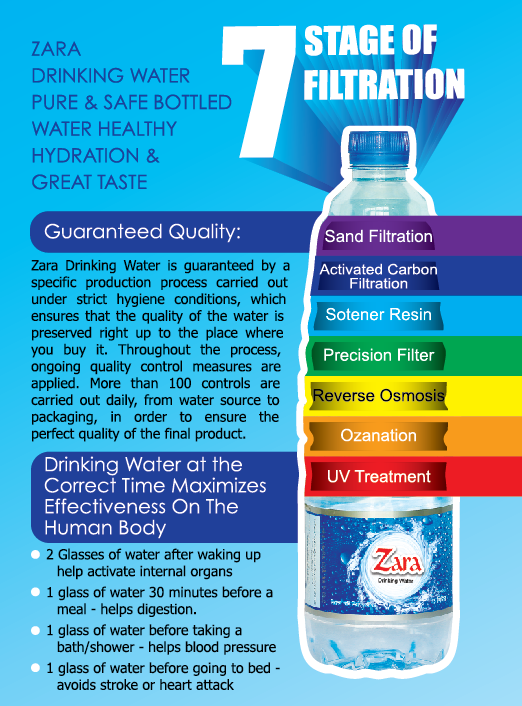 ZARA
DRINKING WATER
PURE & SAFE BOTTLED
WATER HEALTHY
HYDRATION &
GREAT TASTE
7
STAGE OF
FILTRATION
Guaranteed Quality:
Zara Drinking Water is guaranteed by a
specific production process carried out
under strict hygiene conditions, which
ensures that the quality of the water is
preserved right up to the place where
you buy it. Throughout the process,
ongoing quality control measures are
applied. More than 100 controls are
carried out daily, from water source to
packaging, in order to ensure the
perfect quality of the final product.
Drinking Water at the
Correct Time Maximizes
Effectiveness On The
Human Body
2 Glasses of water after waking up
help activate internal organs
1 glass of water 30 minutes before a
meal - helps digestion.
1 glass of water before taking a
bath/shower - helps blood pressure
1 glass of water before going to bed -
avoids stroke or heart attack
Sand Filtration
Activated Carbon
Filtration
Sotener Resin
Precision Filter
Reverse Osmosis
Ozanation
UV Treatment
Zara
Drinking Water